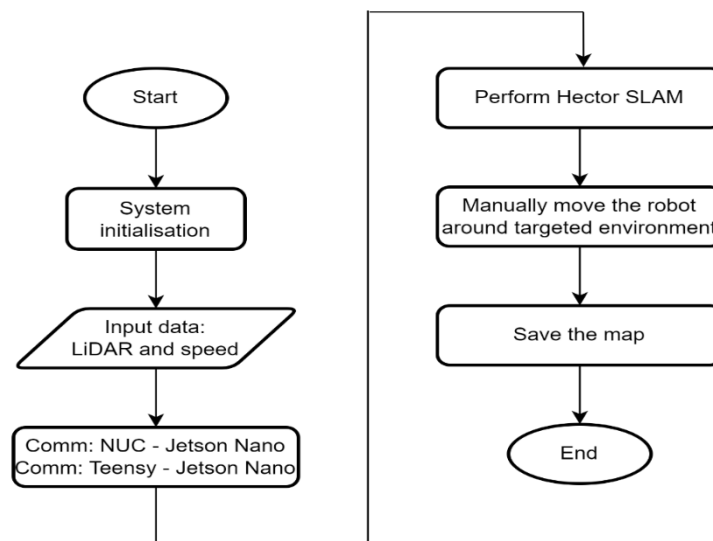 Start
System
initialisation
Input data:
LiDAR and speed
Comm: NUC - Jetson Nano
Comm: Teensy - Jetson Nano
Perform Hector SLAM
Manually move the robot
around targeted environment
Save the map
End